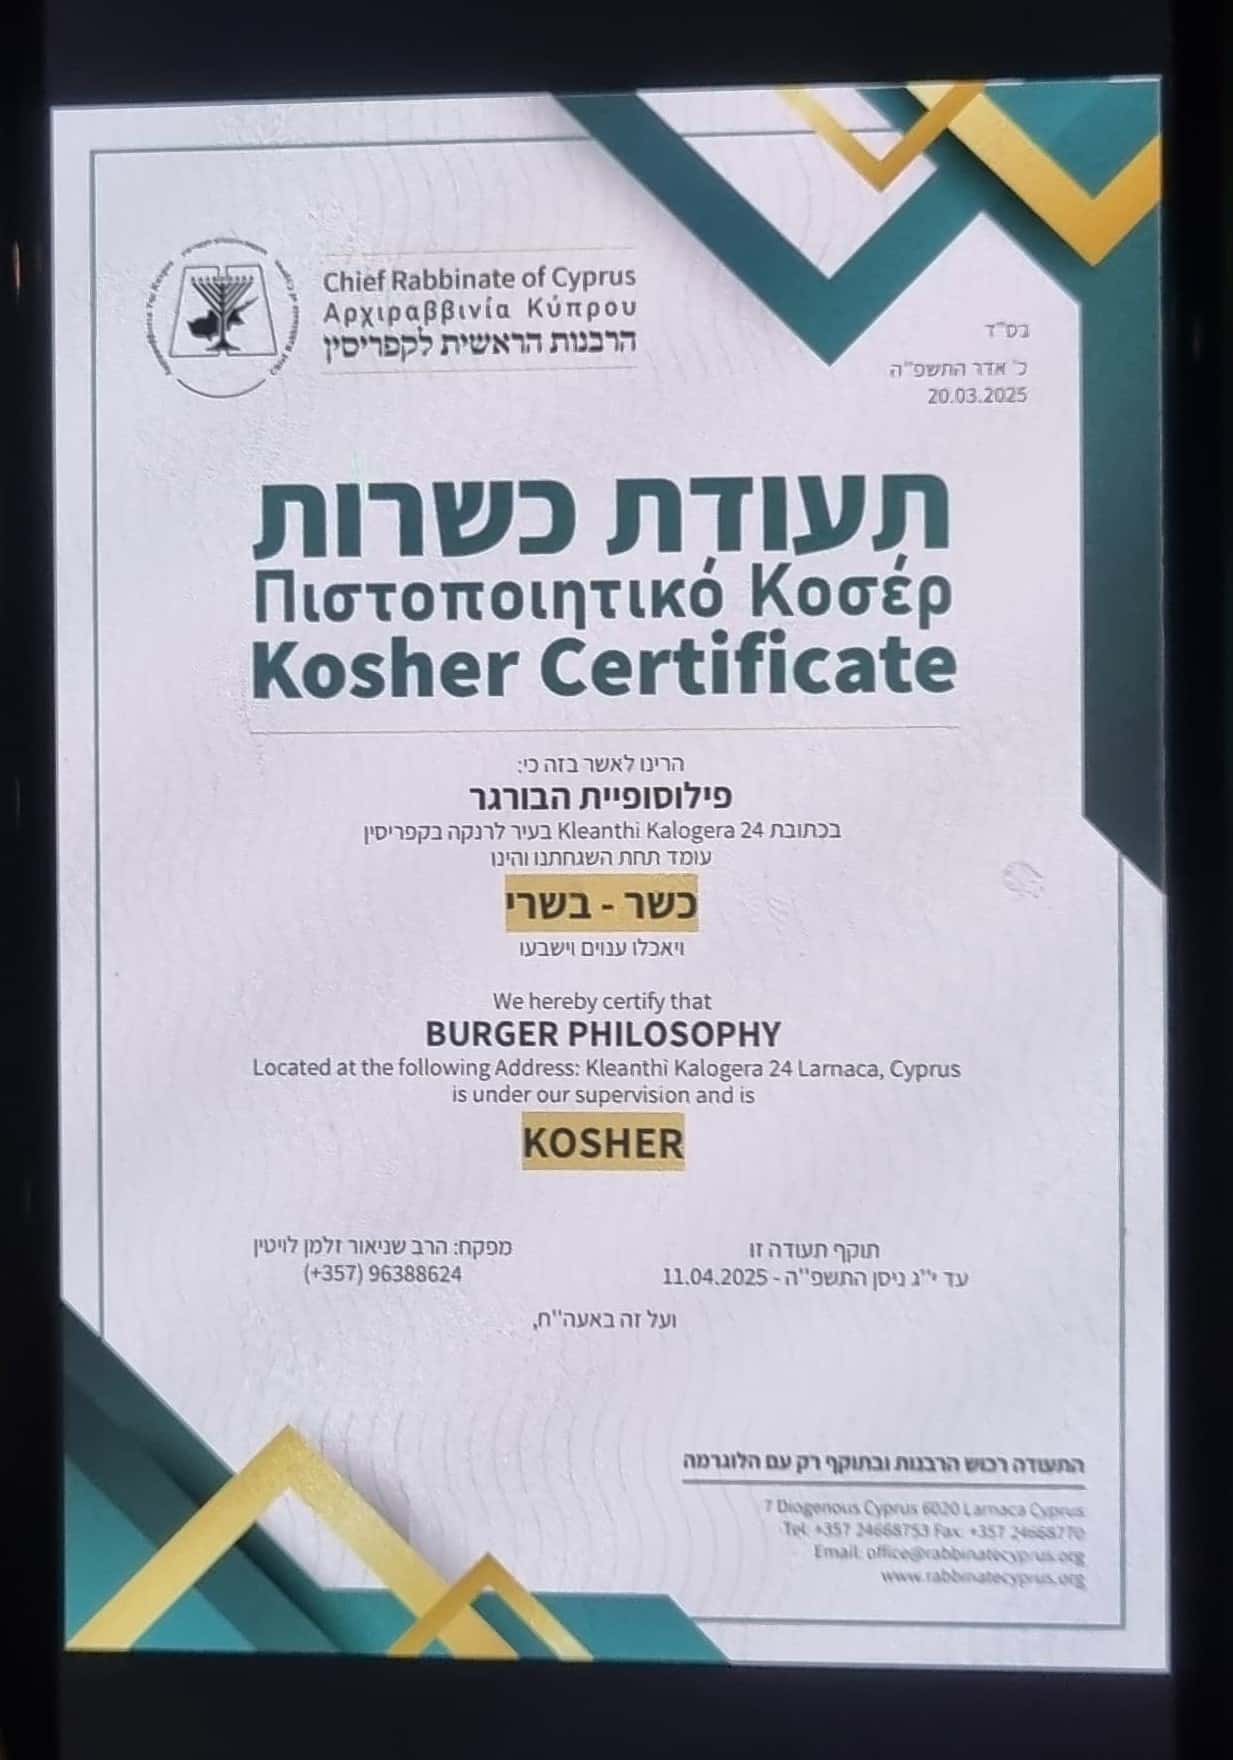 Chief Rabbinate of Cyprus
Αρχιραββινία Κύπρου
הרבנות הראשית לקפריסין
בס"ד
כ' אדר התשפ"ה
20.03.2025
תעודת כשרות
Πιστοποιητικό Κοσέρ
Kosher Certificate
הרינו לאשר בזה כי:
פילוסופיית הבורגר
בכתובת Kleanthi Kalogera 24 בעיר לרנקה בקפריסין
עומד תחת השגחתנו והינו
כשר - בשרי
ויאכלו ענוים וישבעו
We hereby certify that
BURGER PHILOSOPHY
Located at the following Address: Kleanthi Kalogera 24 Larnaca, Cyprus
is under our supervision and is
KOSHER
תוקף תעודה זו
עד י''ג ניסן התשפ''ה - 11.04.2025
מפקח: הרב שניאור זלמן לויטין
(+357) 96388624
ועל זה באעה''ח,
התעודה רכוש הרבנות ובתוקף רק עם הלוגרמה
7 Diogenous Cyprus 6020 Larnaca Cyprus
Tel: +357 24668753 Fax: +357 24668770
Email: office@rabbinatecyprus.org
www.rabbinatecyprus.org